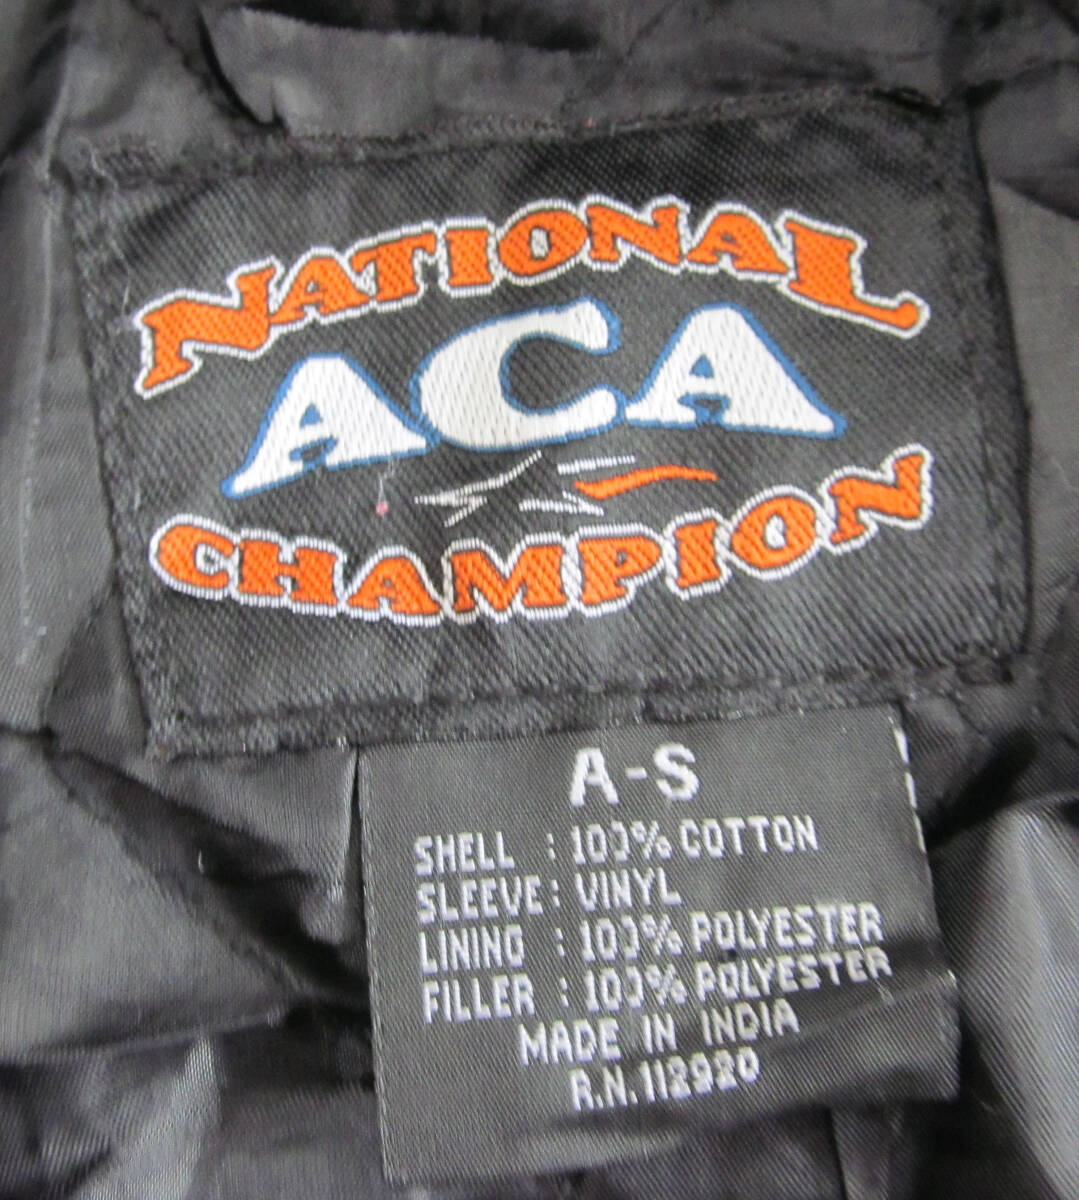 NATIONAL
ACA
CHAMPION
A-S
SHELL : 100% COTTON
SLEEVE : VINYL
LINING : 100% POLYESTER
FILLER : 100% POLYESTER
MADE IN INDIA
R.N. 112920